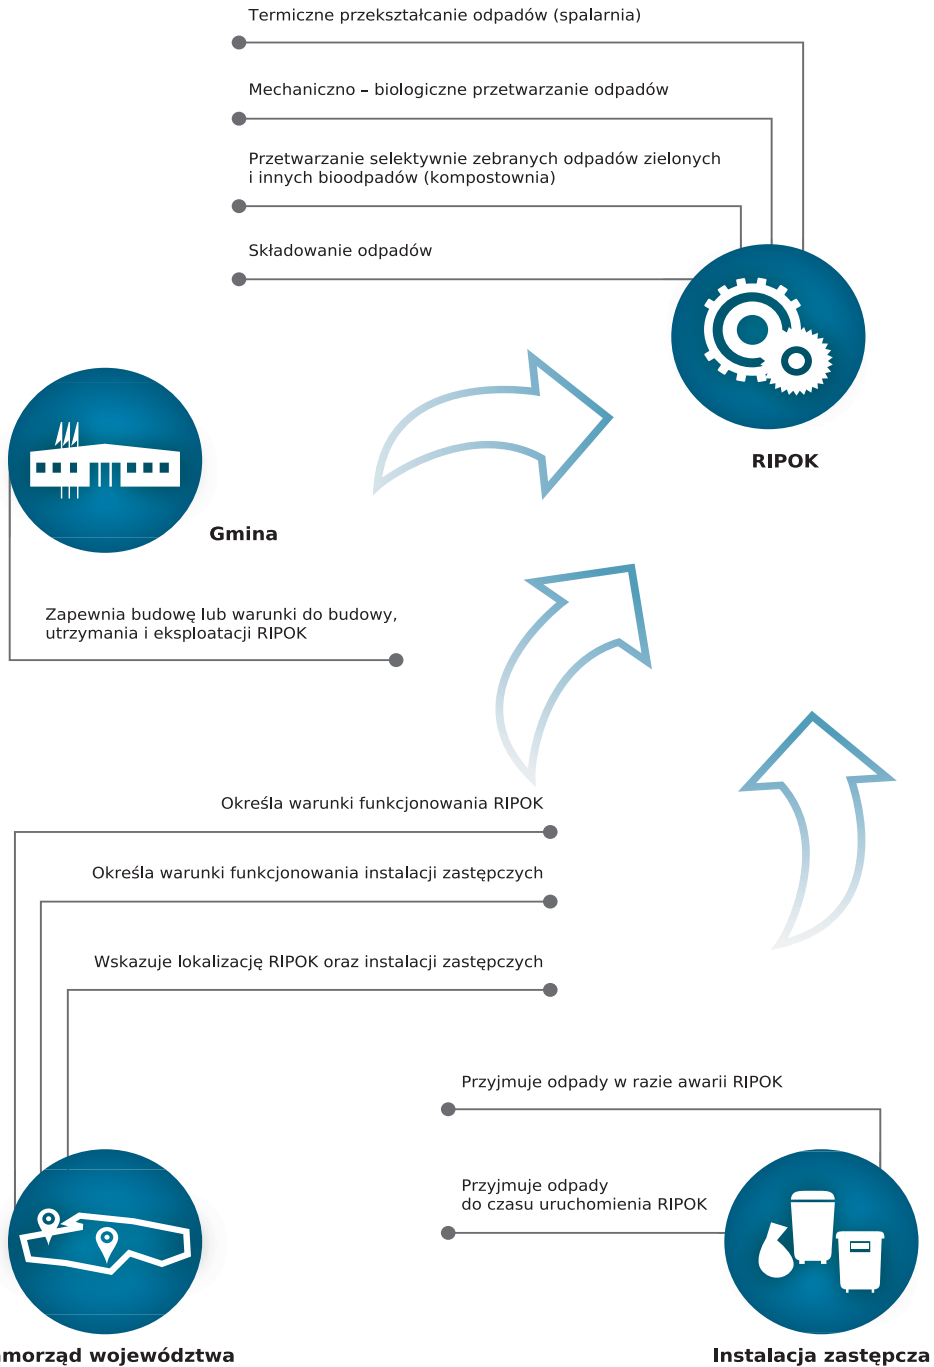 Termiczne przekształcanie odpadów (spalarnia)
Mechaniczno – biologiczne przetwarzanie odpadów
Przetwarzanie selektywnie zebranych odpadów zielonych
i innych bioodpadów (kompostownia)
Składowanie odpadów
RIPOK
Gmina
Zapewnia budowę lub warunki do budowy,
utrzymania i eksploatacji RIPOK
Określa warunki funkcjonowania RIPOK
Określa warunki funkcjonowania instalacji zastępczych
Wskazuje lokalizację RIPOK oraz instalacji zastępczych
Przyjmuje odpady w razie awarii RIPOK
Przyjmuje odpady
do czasu uruchomienia RIPOK
morząd województwa
Instalacja zastępcza